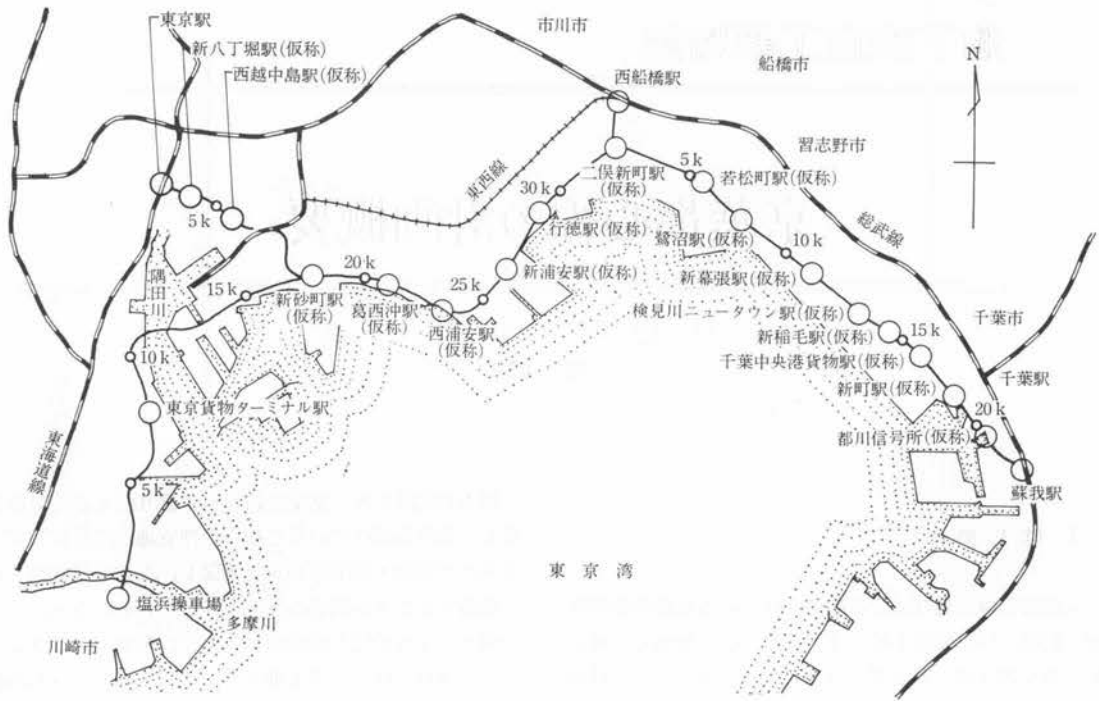 東京駅
新八丁堀駅(仮称)
西越中島駅(仮称)
市川市
船橋市
西船橋駅
N
習志野市
東西線
二俣新町駅
(仮称)
5k
若松町駅(仮称)
30k
行徳駅(仮称)
鷺沼駅(仮称)
10k
総武線
5k
隅田川
15k
新砂町駅
(仮称)
20k
葛西沖駅
(仮称)
25k
西浦安駅
(仮称)
新浦安駅(仮称)
新幕張駅(仮称)
検見川ニュータウン駅(仮称)
新稲毛駅(仮称)
15k
千葉市
千葉中央港貨物駅(仮称)
千葉駅
新町駅(仮称)
20k
都川信号所(仮称)
蘇我駅
10k
東京貨物ターミナル駅
東海道線
5k
東京湾
塩浜操車場
多摩川
川崎市